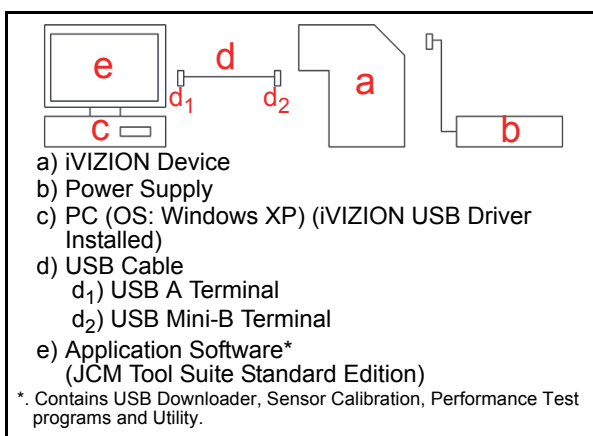 e
d
d1
d2
a
c
b
a) iVIZION Device
b) Power Supply
c) PC (OS: Windows XP) (iVIZION USB Driver
Installed)
d) USB Cable
d1) USB A Terminal
d2) USB Mini-B Terminal
e) Application Software*
(JCM Tool Suite Standard Edition)
*. Contains USB Downloader, Sensor Calibration, Performance Test
programs and Utility.